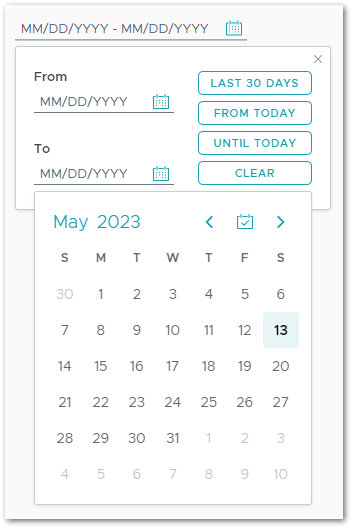 MM/DD/YYYY - MM/DD/YYYY
From
MM/DD/YYYY
To
MM/DD/YYYY
LAST 30 DAYS
FROM TODAY
UNTIL TODAY
CLEAR
May 2023
S M T W T F S
30 1 2 3 4 5 6
7 8 9 10 11 12 13
14 15 16 17 18 19 20
21 22 23 24 25 26 27
28 29 30 31 1 2 3
4 5 6 7 8 9 10